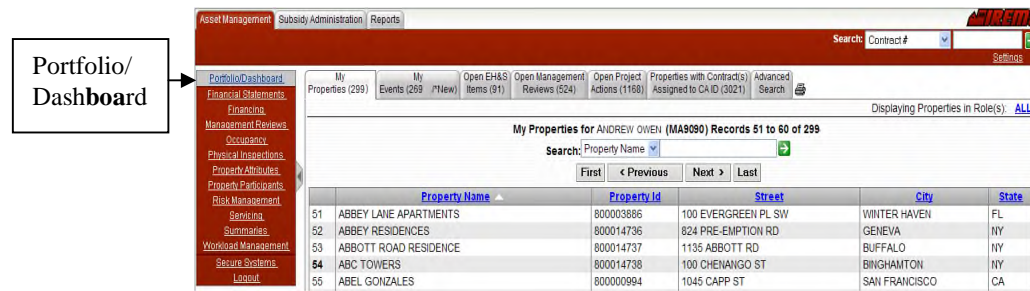 Asset Management Subsidy Administration Reports
iREMS
Search: Contract #
Settings
Portfolio/
Dashboard
Portfolio/Dashboard
Financial Statements
Financing
Management Reviews
Occupancy
Physical Inspections
Property Attributes
Property Participants
Risk Management
Servicing
Summaries
Workload Management
Secure Systems
Logout
My Properties (299)
My Events (269 /*New)
Open EH&S Items (91)
Open Management Reviews (524)
Open Project Actions (1168)
Properties with Contract(s) Assigned to CA ID (3021)
Advanced Search
Displaying Properties in Role(s): ALL
My Properties for ANDREW OWEN (MA9090) Records 51 to 60 of 299
Search: Property Name
First < Previous Next > Last
Property Name Property Id Street City State
51 ABBEY LANE APARTMENTS 800003886 100 EVERGREEN PL SW WINTER HAVEN FL
52 ABBEY RESIDENCES 800014736 824 PRE-EMPTION RD GENEVA NY
53 ABBOTT ROAD RESIDENCE 800014737 1135 ABBOTT RD BUFFALO NY
54 ABC TOWERS 800014738 100 CHENANGO ST BINGHAMTON NY
55 ABEL GONZALES 800000994 1045 CAPP ST SAN FRANCISCO CA